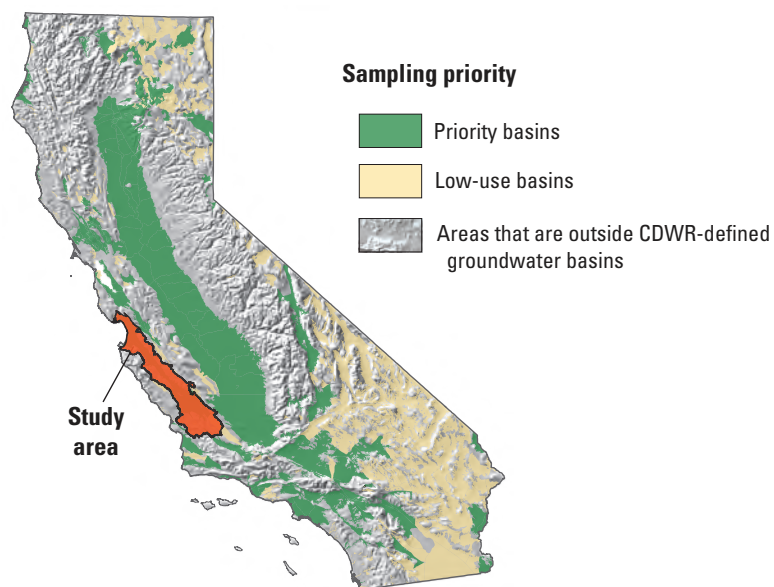 Sampling priority
Priority basins
Low-use basins
Areas that are outside CDWR-defined
groundwater basins
Study
area